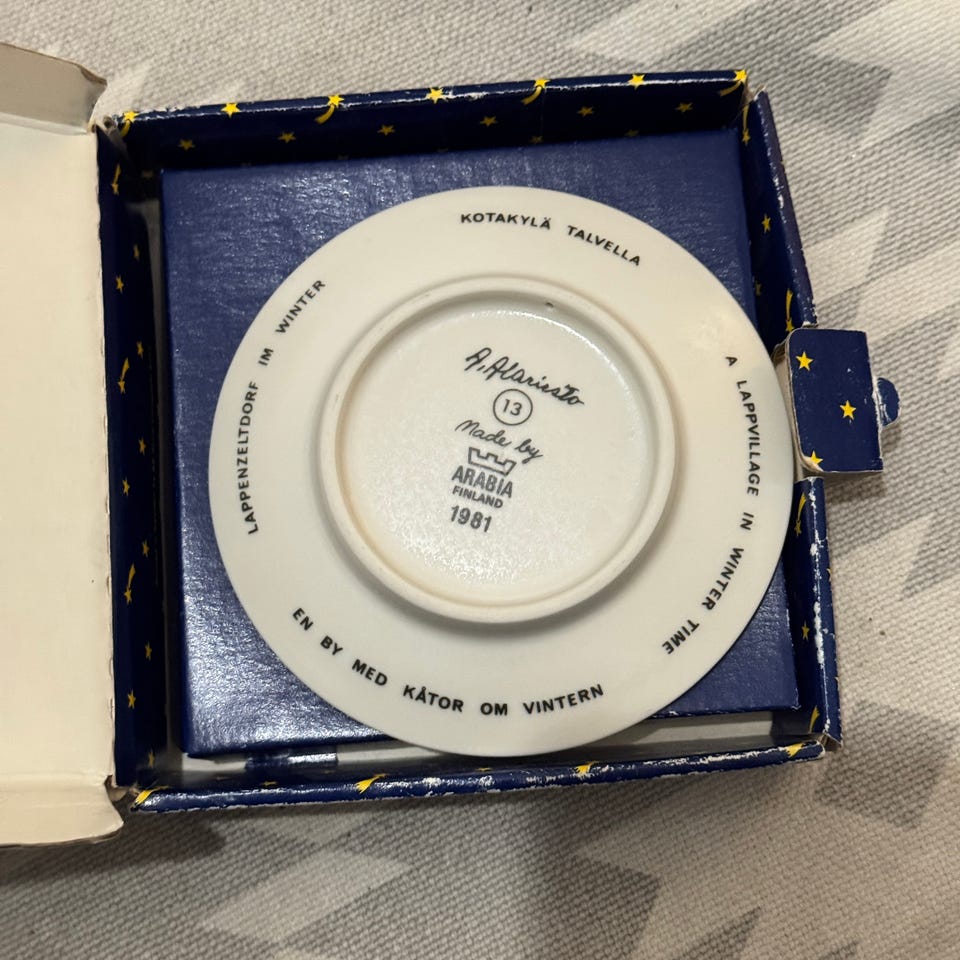 KOTAKYLÄ TALVELLA
A LAPPVILLAGE IN WINTER TIME
EN BY MED KÅTOR OM VINTERN
LAPPENZELTDORF IM WINTER
A. Alariesto
13
Made by
ARABIA
FINLAND
1981